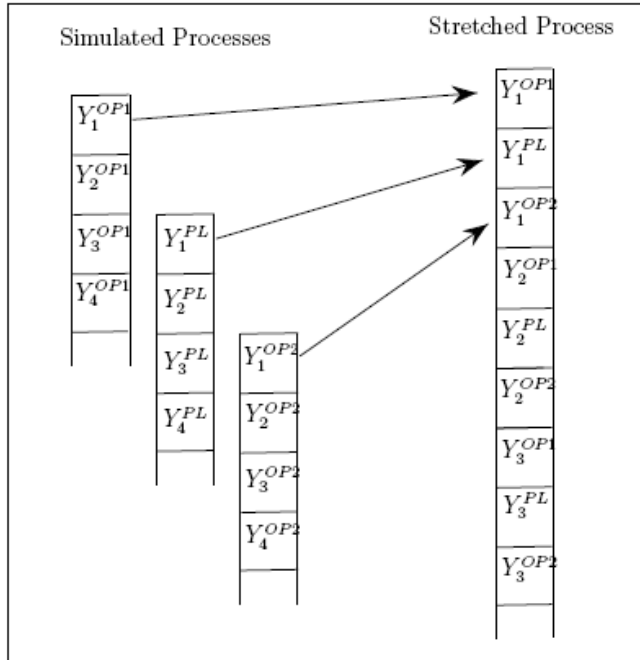 Simulated Processes
Stretched Process
Y_1^{OP1}
Y_2^{OP1}
Y_3^{OP1}
Y_4^{OP1}
Y_1^{PL}
Y_2^{PL}
Y_3^{PL}
Y_4^{PL}
Y_1^{OP2}
Y_2^{OP2}
Y_3^{OP2}
Y_4^{OP2}
Y_1^{OP1}
Y_1^{PL}
Y_1^{OP2}
Y_2^{OP1}
Y_2^{PL}
Y_2^{OP2}
Y_3^{OP1}
Y_3^{PL}
Y_3^{OP2}